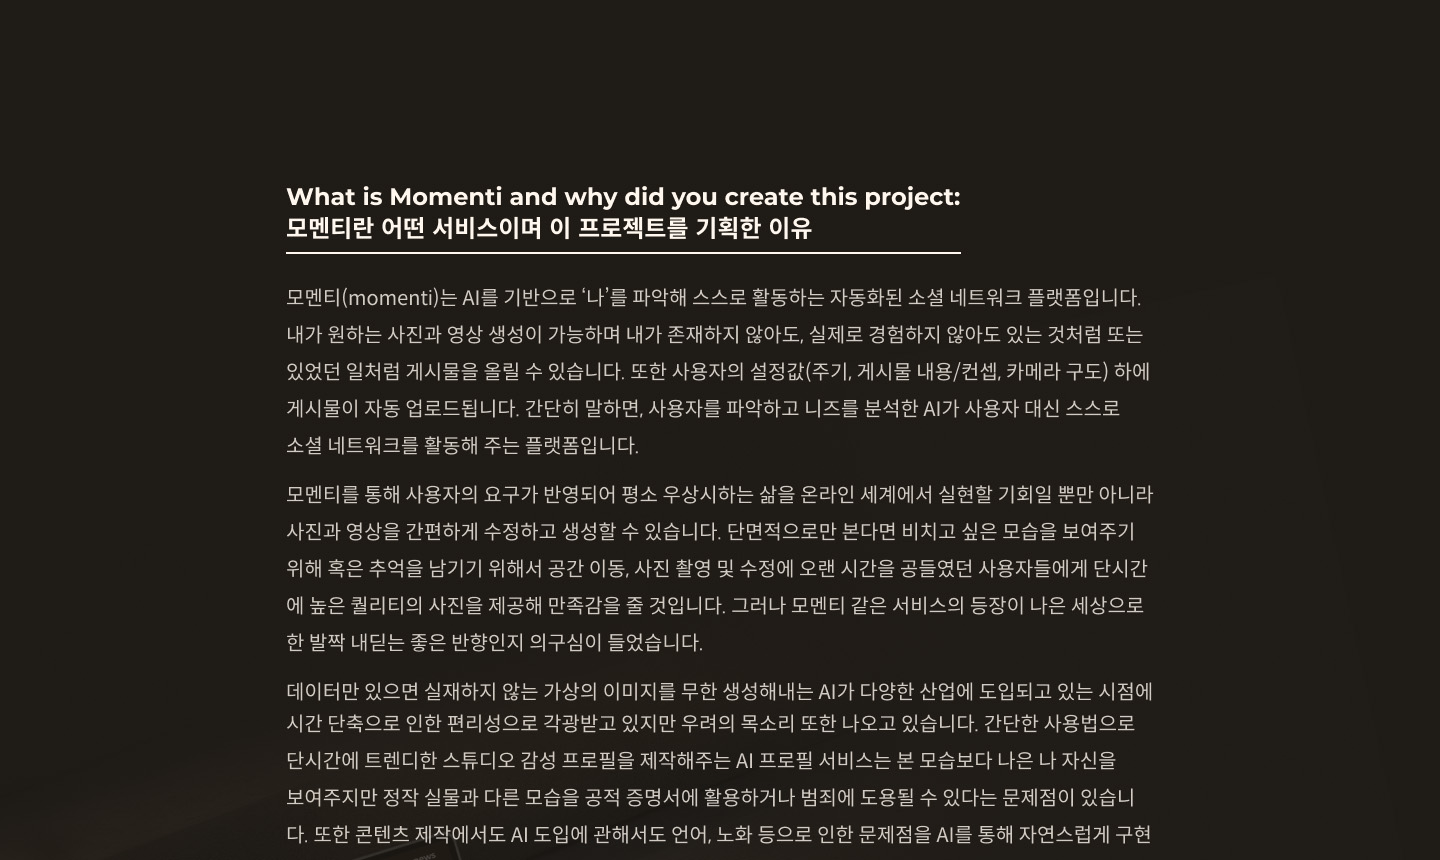 What is Momenti and why did you create this project:
모멘티란 어떤 서비스이며 이 프로젝트를 기획한 이유
모멘티(momenti)는 AI를 기반으로 ‘나’를 파악해 스스로 활동하는 자동화된 소셜 네트워크 플랫폼입니다.
내가 원하는 사진과 영상 생성이 가능하며 내가 존재하지 않아도, 실제로 경험하지 않아도 있는 것처럼 또는
있었던 일처럼 게시물을 올릴 수 있습니다. 또한 사용자의 설정값(주기, 게시물 내용/컨셉, 카메라 구도) 하에
게시물이 자동 업로드됩니다. 간단히 말하면, 사용자를 파악하고 니즈를 분석한 AI가 사용자 대신 스스로
소셜 네트워크를 활동해 주는 플랫폼입니다.
모멘티를 통해 사용자의 요구가 반영되어 평소 우상시하는 삶을 온라인 세계에서 실현할 기회일 뿐만 아니라
사진과 영상을 간편하게 수정하고 생성할 수 있습니다. 단면적으로만 본다면 비치고 싶은 모습을 보여주기
위해 혹은 추억을 남기기 위해서 공간 이동, 사진 촬영 및 수정에 오랜 시간을 공들였던 사용자들에게 단시간
에 높은 퀄리티의 사진을 제공해 만족감을 줄 것입니다. 그러나 모멘티 같은 서비스의 등장이 나은 세상으로
한 발짝 내딛는 좋은 반향인지 의구심이 들었습니다.
데이터만 있으면 실재하지 않는 가상의 이미지를 무한 생성해내는 AI가 다양한 산업에 도입되고 있는 시점에
시간 단축으로 인한 편리성으로 각광받고 있지만 우려의 목소리 또한 나오고 있습니다. 간단한 사용법으로
단시간에 트렌디한 스튜디오 감성 프로필을 제작해주는 AI 프로필 서비스는 본 모습보다 나은 나 자신을
보여주지만 정작 실물과 다른 모습을 공적 증명서에 활용하거나 범죄에 도용될 수 있다는 문제점이 있습니
다. 또한 콘텐츠 제작에서도 AI 도입에 관해서도 언어, 노화 등으로 인한 문제점을 AI를 통해 자연스럽게 구현